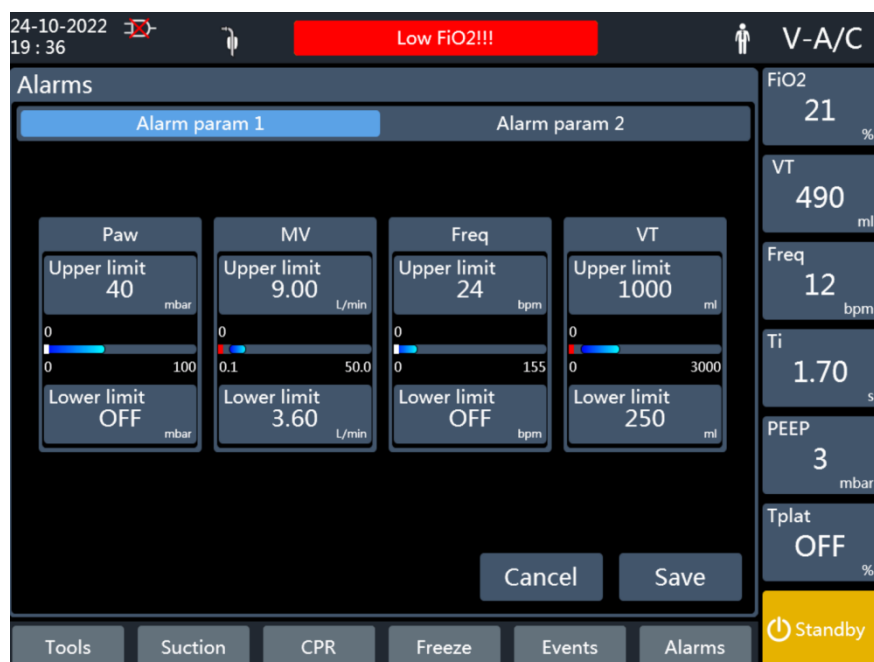 24-10-2022
19 : 36
Low FiO2!!!
V-A/C
Alarms
Alarm param 1
Alarm param 2
Paw
Upper limit
40
mbar
0
0 100
Lower limit
OFF
mbar
MV
Upper limit
9.00
L/min
0
0.1 50.0
Lower limit
3.60
L/min
Freq
Upper limit
24
bpm
0
0 155
Lower limit
OFF
bpm
VT
Upper limit
1000
ml
0
0 3000
Lower limit
250
ml
Cancel
Save
FiO2
21
%
VT
490
ml
Freq
12
bpm
Ti
1.70
s
PEEP
3
mbar
Tplat
OFF
%
Standby
Tools
Suction
CPR
Freeze
Events
Alarms